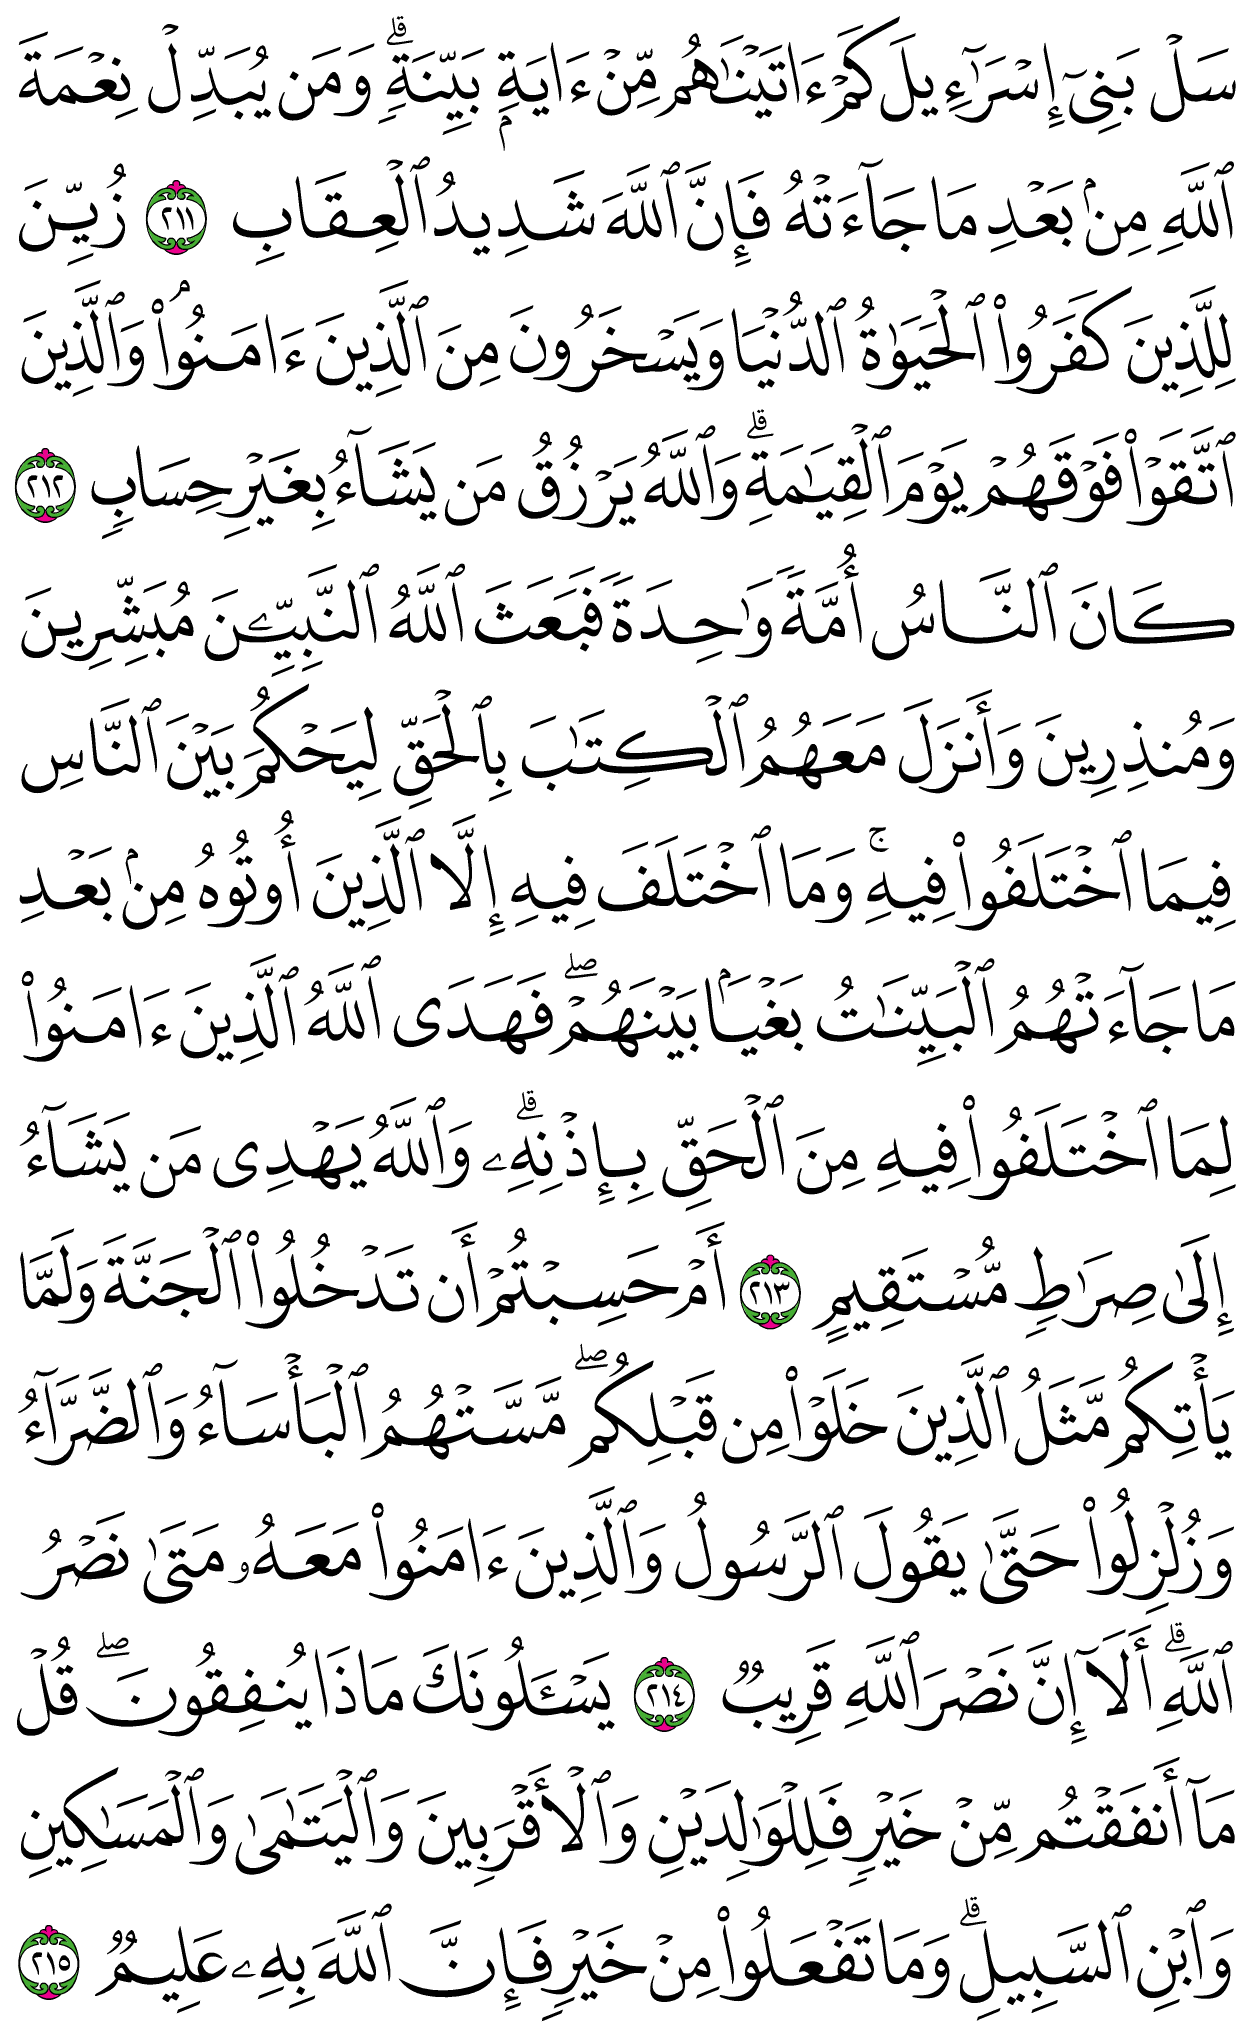 سَلۡ بَنِيٓ إِسۡرَٰٓءِيلَ كَمۡ ءَاتَيۡنَٰهُم مِّنۡ ءَايَةِۭ بَيِّنَةٖۗ وَمَن يُبَدِّلۡ نِعۡمَةَ
ٱللَّهِ مِنۢ بَعۡدِ مَا جَآءَتۡهُ فَإِنَّ ٱللَّهَ شَدِيدُ ٱلۡعِقَابِ ٢١١ زُيِّنَ
لِلَّذِينَ كَفَرُواْ ٱلۡحَيَوٰةُ ٱلدُّنۡيَا وَيَسۡخَرُونَ مِنَ ٱلَّذِينَ ءَامَنُواْۘ وَٱلَّذِينَ
ٱتَّقَوۡاْ فَوۡقَهُمۡ يَوۡمَ ٱلۡقِيَٰمَةِۗ وَٱللَّهُ يَرۡزُقُ مَن يَشَآءُ بِغَيۡرِ حِسَابٖ ٢١٢
كَانَ ٱلنَّاسُ أُمَّةٗ وَٰحِدَةٗ فَبَعَثَ ٱللَّهُ ٱلنَّبِيِّـۧنَ مُبَشِّرِينَ
وَمُنذِرِينَ وَأَنزَلَ مَعَهُمُ ٱلۡكِتَٰبَ بِٱلۡحَقِّ لِيَحۡكُمَ بَيۡنَ ٱلنَّاسِ
فِيمَا ٱخۡتَلَفُواْ فِيهِۚ وَمَا ٱخۡتَلَفَ فِيهِ إِلَّا ٱلَّذِينَ أُوتُوهُ مِنۢ بَعۡدِ
مَا جَآءَتۡهُمُ ٱلۡبَيِّنَٰتُ بَغۡيَۢا بَيۡنَهُمۡۖ فَهَدَى ٱللَّهُ ٱلَّذِينَ ءَامَنُواْ
لِمَا ٱخۡتَلَفُواْ فِيهِ مِنَ ٱلۡحَقِّ بِإِذۡنِهِۦۗ وَٱللَّهُ يَهۡدِي مَن يَشَآءُ
إِلَىٰ صِرَٰطٖ مُّسۡتَقِيمٍ ٢١٣ أَمۡ حَسِبۡتُمۡ أَن تَدۡخُلُواْ ٱلۡجَنَّةَ وَلَمَّا
يَأۡتِكُم مَّثَلُ ٱلَّذِينَ خَلَوۡاْ مِن قَبۡلِكُمۖ مَّسَّتۡهُمُ ٱلۡبَأۡسَآءُ وَٱلضَّرَّآءُ
وَزُلۡزِلُواْ حَتَّىٰ يَقُولَ ٱلرَّسُولُ وَٱلَّذِينَ ءَامَنُواْ مَعَهُۥ مَتَىٰ نَصۡرُ
ٱللَّهِۗ أَلَآ إِنَّ نَصۡرَ ٱللَّهِ قَرِيبٞ ٢١٤ يَسۡـَٔلُونَكَ مَاذَا يُنفِقُونَۖ قُلۡ
مَآ أَنفَقۡتُم مِّنۡ خَيۡرٖ فَلِلۡوَٰلِدَيۡنِ وَٱلۡأَقۡرَبِينَ وَٱلۡيَتَٰمَىٰ وَٱلۡمَسَٰكِينِ
وَٱبۡنِ ٱلسَّبِيلِۗ وَمَا تَفۡعَلُواْ مِنۡ خَيۡرٖ فَإِنَّ ٱللَّهَ بِهِۦ عَلِيمٞ ٢١٥